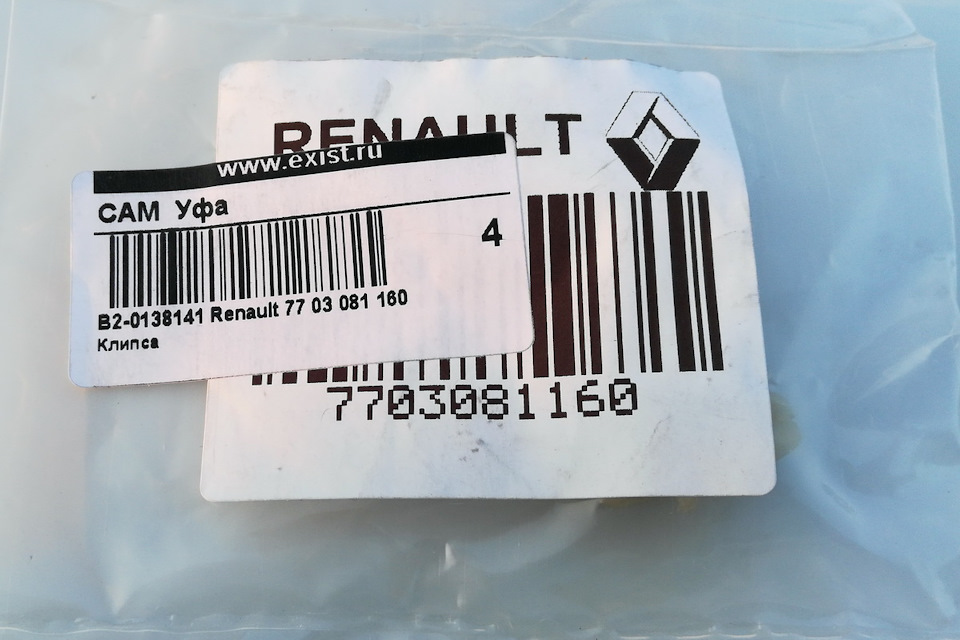 RENAULT
www.exist.ru
САМ Уфа
4
B2-0138141 Renault 77 03 081 160
Клипса
7703081160